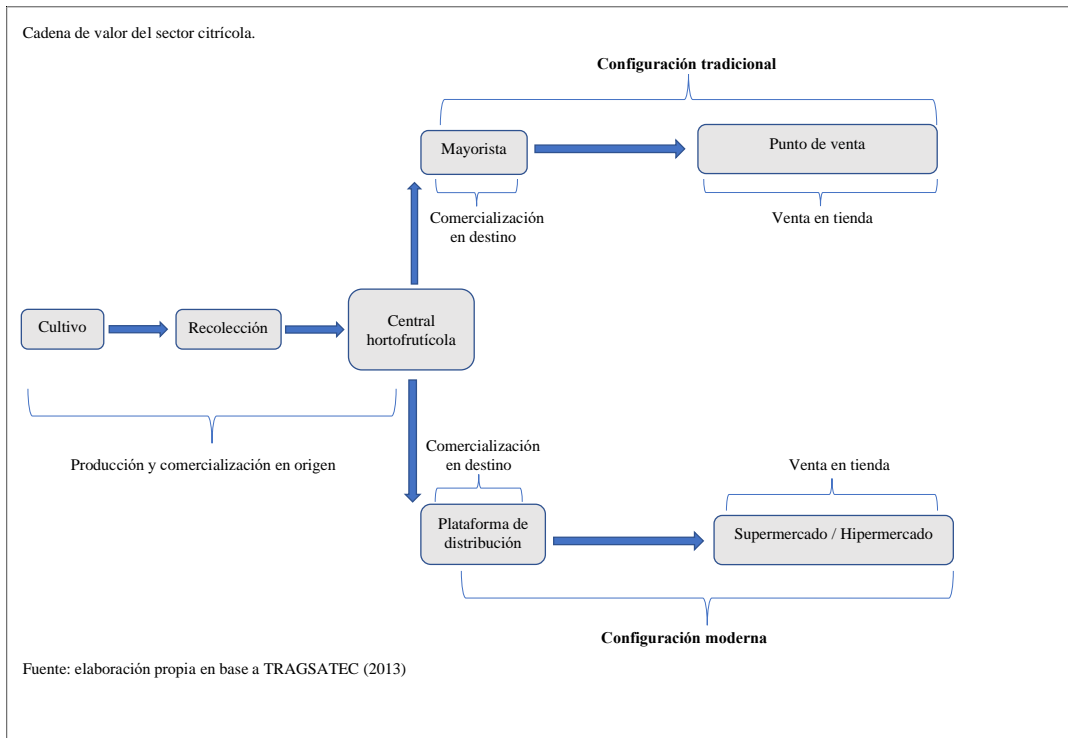 Cadena de valor del sector citrícola.
Configuración tradicional
Mayorista
Punto de venta
Comercialización
en destino
Venta en tienda
Cultivo
Recolección
Central
hortofrutícola
Producción y comercialización en origen
Comercialización
en destino
Venta en tienda
Plataforma de
distribución
Supermercado / Hipermercado
Configuración moderna
Fuente: elaboración propia en base a TRAGSATEC (2013)